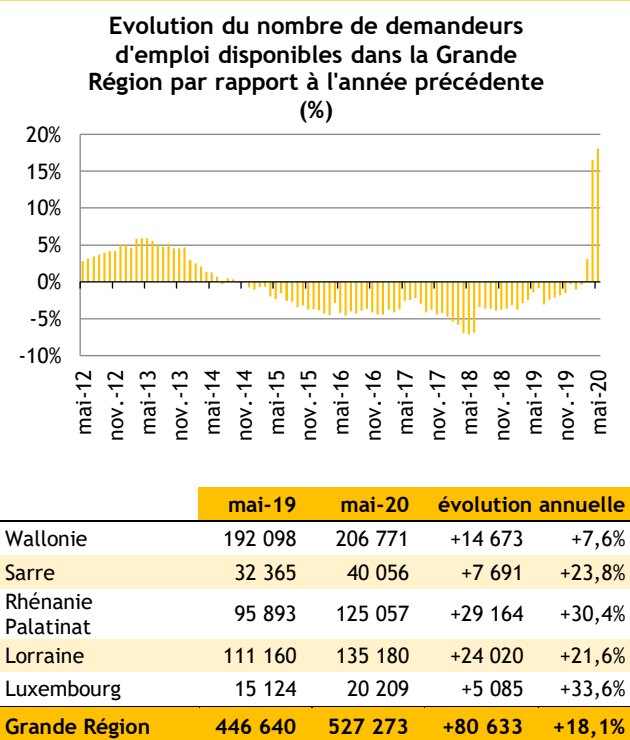 Evolution du nombre de demandeurs
d'emploi disponibles dans la Grande
Région par rapport à l'année précédente
(%)
20%
15%
10%
5%
0%
-5%
-10%
mai-12
nov.-12
mai-13
nov.-13
mai-14
nov.-14
mai-15
nov.-15
mai-16
nov.-16
mai-17
nov.-17
mai-18
nov.-18
mai-19
nov.-19
mai-20
mai-19 mai-20 évolution annuelle
Wallonie 192 098 206 771 +14 673 +7,6%
Sarre 32 365 40 056 +7 691 +23,8%
Rhénanie
Palatinat 95 893 125 057 +29 164 +30,4%
Lorraine 111 160 135 180 +24 020 +21,6%
Luxembourg 15 124 20 209 +5 085 +33,6%
Grande Région 446 640 527 273 +80 633 +18,1%